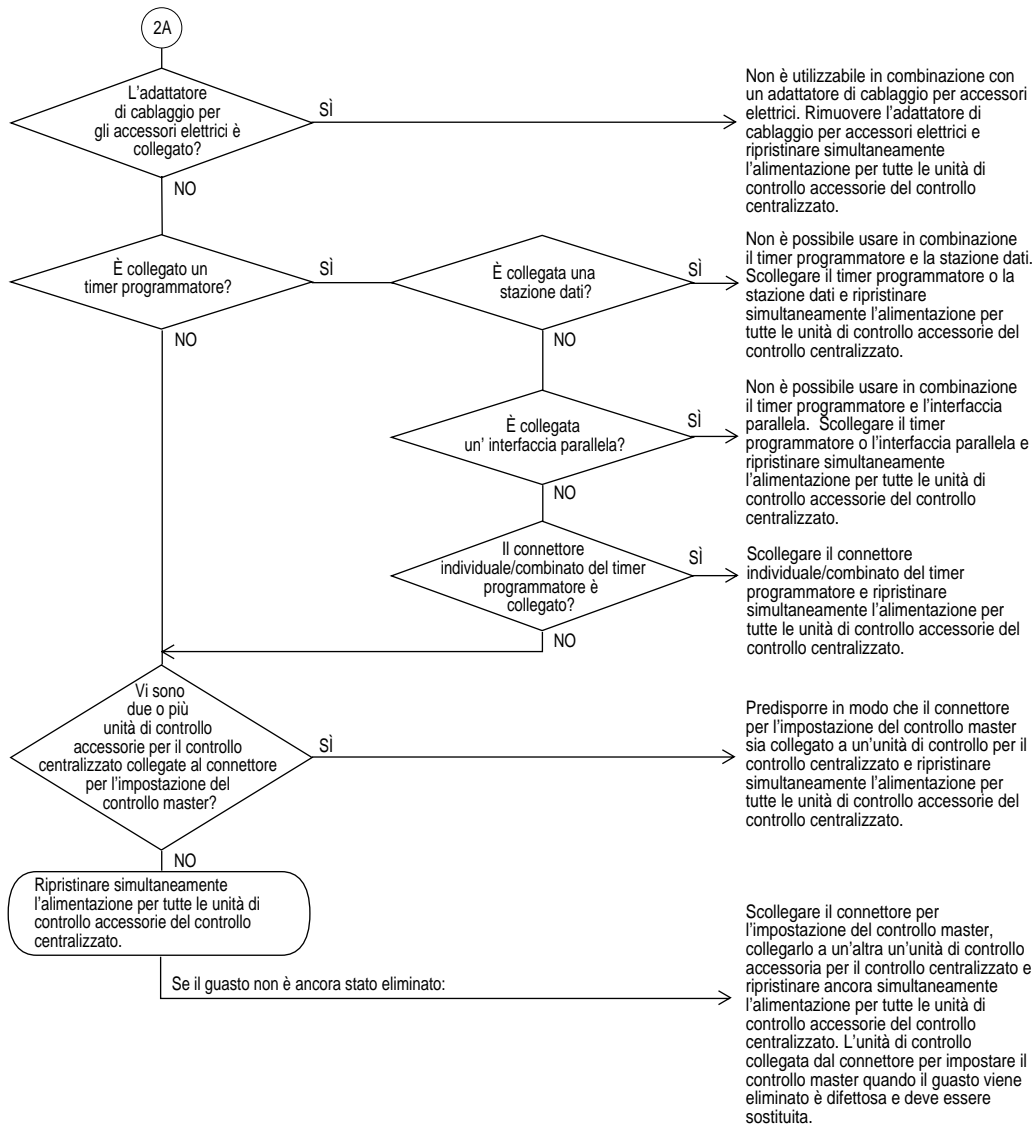 2A
L'adattatore
di cablaggio per
gli accessori elettrici è
collegato?
SÌ
NO
Non è utilizzabile in combinazione con
un adattatore di cablaggio per accessori
elettrici. Rimuovere l'adattatore di
cablaggio per accessori elettrici e
ripristinare simultaneamente
l'alimentazione per tutte le unità di
controllo accessorie del controllo
centralizzato.
È collegato un
timer programmatore?
SÌ
NO
È collegata una
stazione dati?
SÌ
NO
Non è possibile usare in combinazione
il timer programmatore e la stazione dati.
Scollegare il timer programmatore o la
stazione dati e ripristinare
simultaneamente l'alimentazione per
tutte le unità di controllo accessorie del
controllo centralizzato.
È collegata
un' interfaccia parallela?
SÌ
NO
Non è possibile usare in combinazione
il timer programmatore e l'interfaccia
parallela. Scollegare il timer
programmatore o l'interfaccia parallela e
ripristinare simultaneamente
l'alimentazione per tutte le unità di
controllo accessorie del controllo
centralizzato.
Il connettore
individuale/combinato del timer
programmatore è
collegato?
SÌ
NO
Scollegare il connettore
individuale/combinato del timer
programmatore e ripristinare
simultaneamente l'alimentazione per
tutte le unità di controllo accessorie del
controllo centralizzato.
Vi sono
due o più
unità di controllo
accessorie per il controllo
centralizzato collegate al connettore
per l'impostazione del
controllo master?
SÌ
NO
Predisporre in modo che il connettore
per l'impostazione del controllo master
sia collegato a un'unità di controllo per il
controllo centralizzato e ripristinare
simultaneamente l'alimentazione per
tutte le unità di controllo accessorie del
controllo centralizzato.
Ripristinare simultaneamente
l'alimentazione per tutte le unità di
controllo accessorie del controllo
centralizzato.
Se il guasto non è ancora stato eliminato:
Scollegare il connettore per
l'impostazione del controllo master,
collegarlo a un'altra un'unità di controllo
accessoria per il controllo centralizzato e
ripristinare ancora simultaneamente
l'alimentazione per tutte le unità di
controllo accessorie del controllo
centralizzato. L'unità di controllo
collegata dal connettore per impostare il
controllo master quando il guasto viene
eliminato è difettosa e deve essere
sostituita.